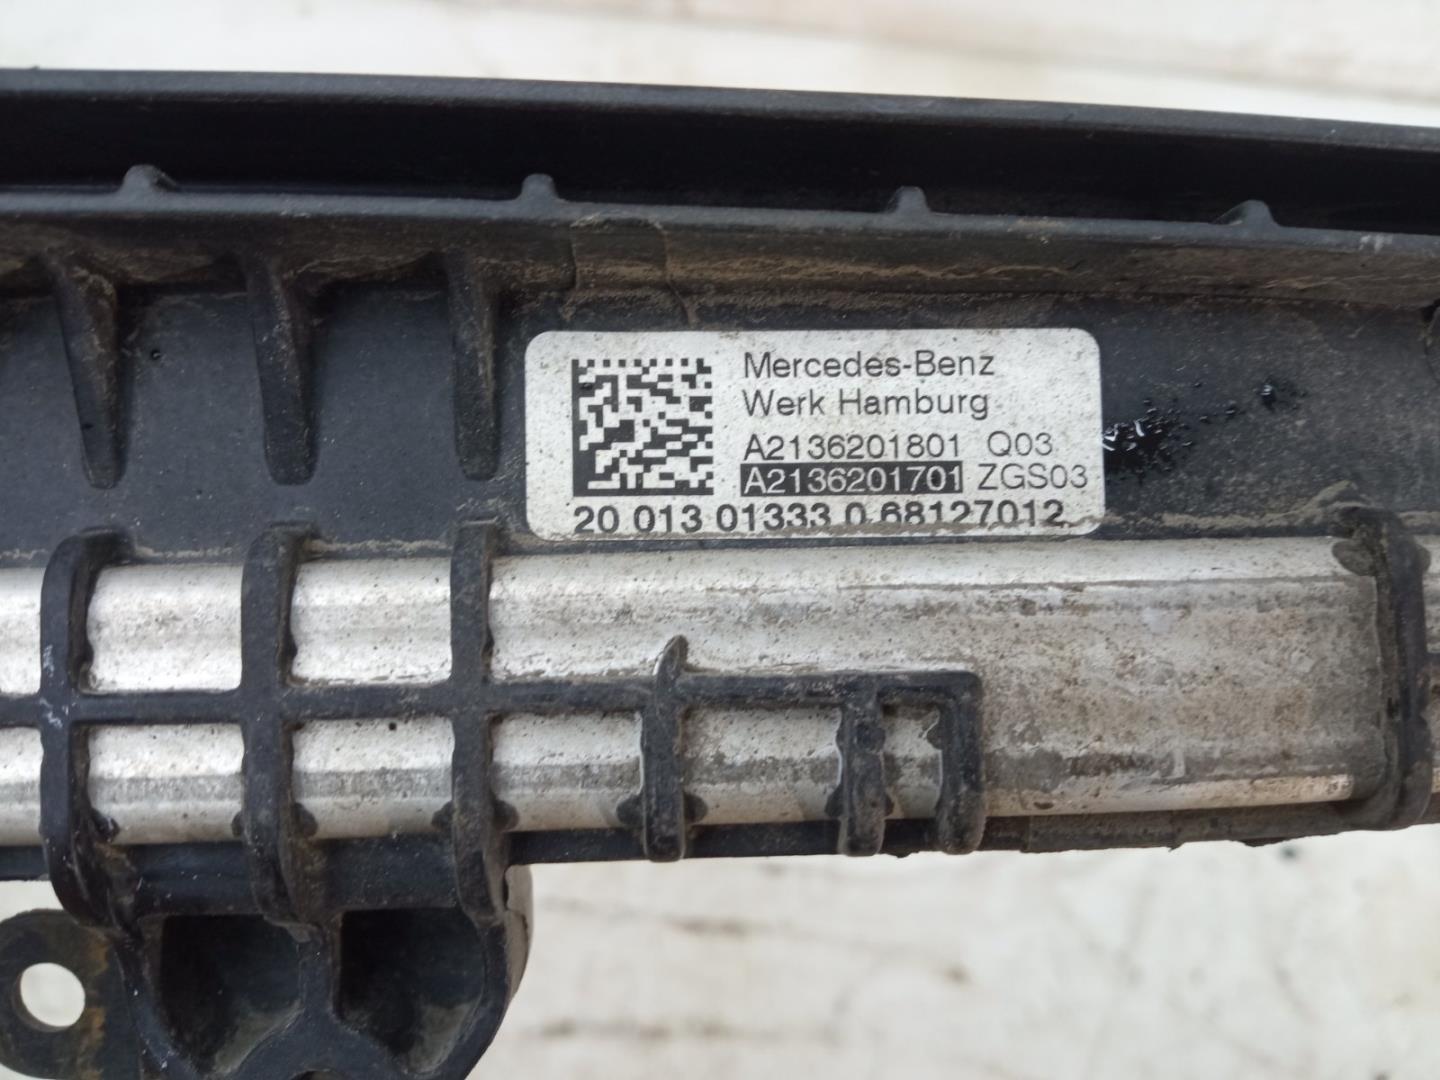 Mercedes-Benz
Werk Hamburg
A2136201801 Q03
A2136201701 ZGS03
20 013 01333 0 68127012